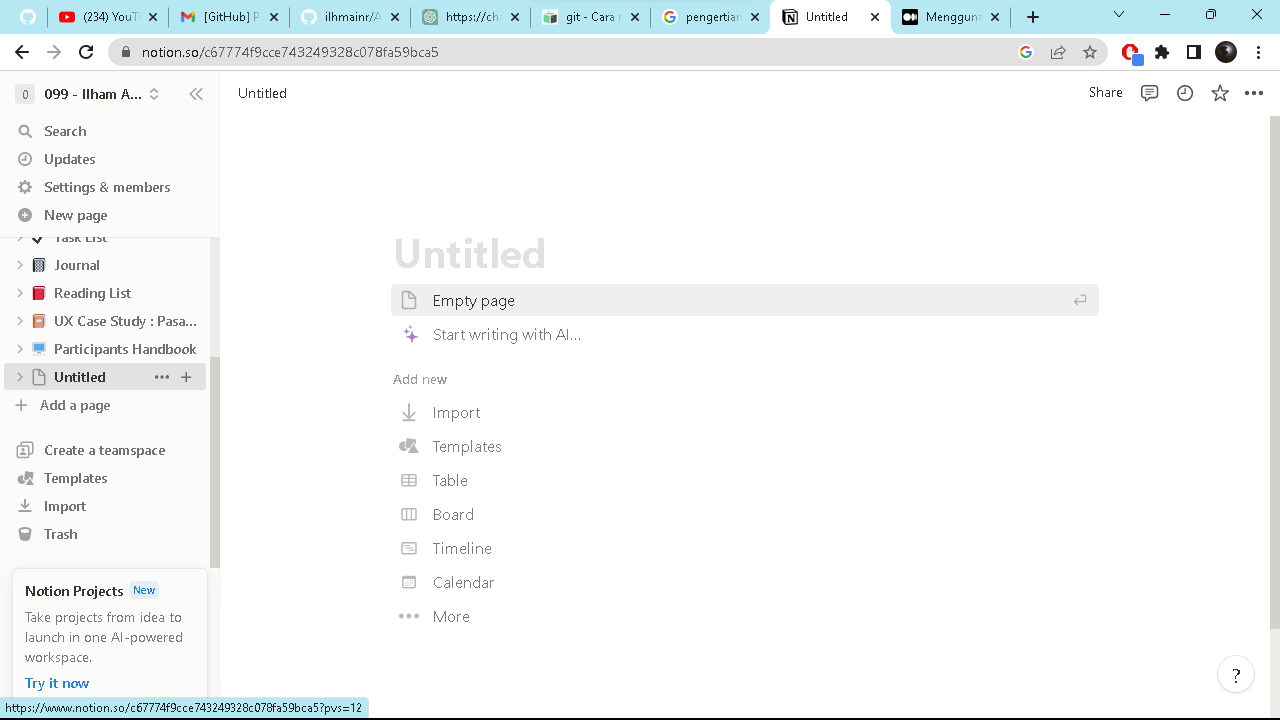 (234) YouT
[GitHub] P
ilhmainr/A
https://ch
git - Cara r
pengertian
Untitled
Mengguna
notion.so/c67774f9cce743249328c078fa59bca5
0 099 - Ilham A...
Untitled
Share
Search
Updates
Settings & members
New page
Task List
Journal
Reading List
UX Case Study : Pasa...
Participants Handbook
Untitled
Add a page
Create a teamspace
Templates
Import
Trash
Notion Projects New
Take projects from idea to
launch in one AI-powered
workspace.
Try it now
https://www.notion.so/c67774f9cce743249328c078fa59bca5?pvs=12
Untitled
Empty page
Start writing with AI...
Add new
Import
Templates
Table
Board
Timeline
Calendar
More
?